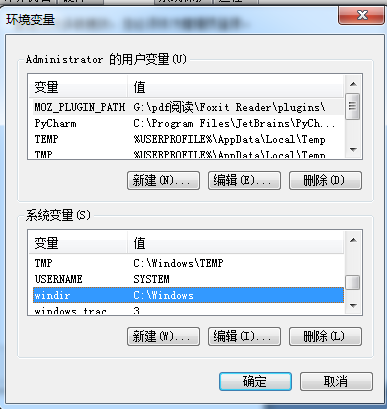 环境变量
Administrator 的用户变量(U)
变量 值
MOZ_PLUGIN_PATH G:\pdf阅读\Foxit Reader\plugins\
PyCharm C:\Program Files\JetBrains\PyCh...
TEMP %USERPROFILE%\AppData\Local\Temp
TMP %USERPROFILE%\AppData\Local\Temp
新建(N)... 编辑(E)... 删除(D)
系统变量(S)
变量 值
TMP C:\Windows\TEMP
USERNAME SYSTEM
windir C:\Windows
windows_trac... 3
新建(W)... 编辑(I)... 删除(L)
确定 取消